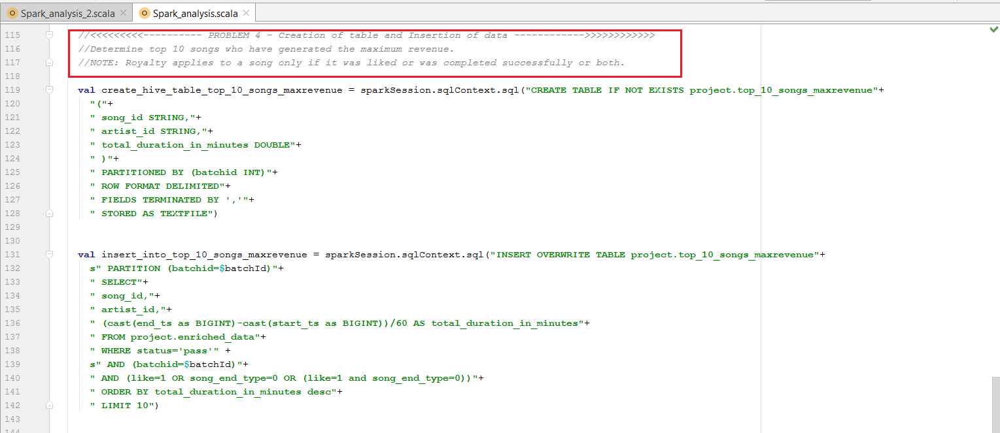 Spark_analysis_2.scala Spark_analysis.scala
115 //<<<<<<<<<---------- PROBLEM 4 - Creation of table and Insertion of data ------------>>>>>>>>>>>>
116 //Determine top 10 songs who have generated the maximum revenue.
117 //NOTE: Royalty applies to a song only if it was liked or was completed successfully or both.
118
119 val create_hive_table_top_10_songs_maxrevenue = sparkSession.sqlContext.sql("CREATE TABLE IF NOT EXISTS project.top_10_songs_maxrevenue"+
120 "("+
121 " song_id STRING,"+
122 " artist_id STRING,"+
123 " total_duration_in_minutes DOUBLE"+
124 " )"+
125 " PARTITIONED BY (batchid INT)"+
126 " ROW FORMAT DELIMITED"+
127 " FIELDS TERMINATED BY ','"+
128 " STORED AS TEXTFILE")
129
130
131 val insert_into_top_10_songs_maxrevenue = sparkSession.sqlContext.sql("INSERT OVERWRITE TABLE project.top_10_songs_maxrevenue"+
132 s" PARTITION (batchid=$batchId)"+
133 " SELECT"+
134 " song_id,"+
135 " artist_id,"+
136 " (cast(end_ts as BIGINT)-cast(start_ts as BIGINT))/60 AS total_duration_in_minutes"+
137 " FROM project.enriched_data"+
138 " WHERE status='pass'" +
139 s" AND (batchid=$batchId)"+
140 " AND (like=1 OR song_end_type=0 OR (like=1 and song_end_type=0))"+
141 " ORDER BY total_duration_in_minutes desc"+
142 " LIMIT 10")
143
144